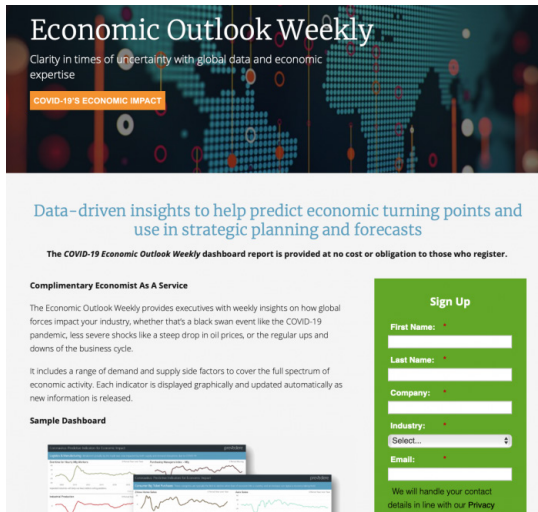 Economic Outlook Weekly
Clarity in times of uncertainty with global data and economic
expertise
COVID-19'S ECONOMIC IMPACT
Data-driven insights to help predict economic turning points and
use in strategic planning and forecasts
The COVID-19 Economic Outlook Weekly dashboard report is provided at no cost or obligation to those who register.
Complimentary Economist As A Service
The Economic Outlook Weekly provides executives with weekly insights on how global
forces impact your industry, whether that's a black swan event like the COVID-19
pandemic, less severe shocks like a steep drop in oil prices, or the regular ups and
downs of the business cycle.
It includes a range of demand and supply side factors to cover the full spectrum of
economic activity. Each indicator is displayed graphically and updated automatically as
new information is released.
Sample Dashboard
Sign Up
First Name: *
Last Name: *
Company: *
Industry: *
Select...
Email: *
We will handle your contact
details in line with our Privacy